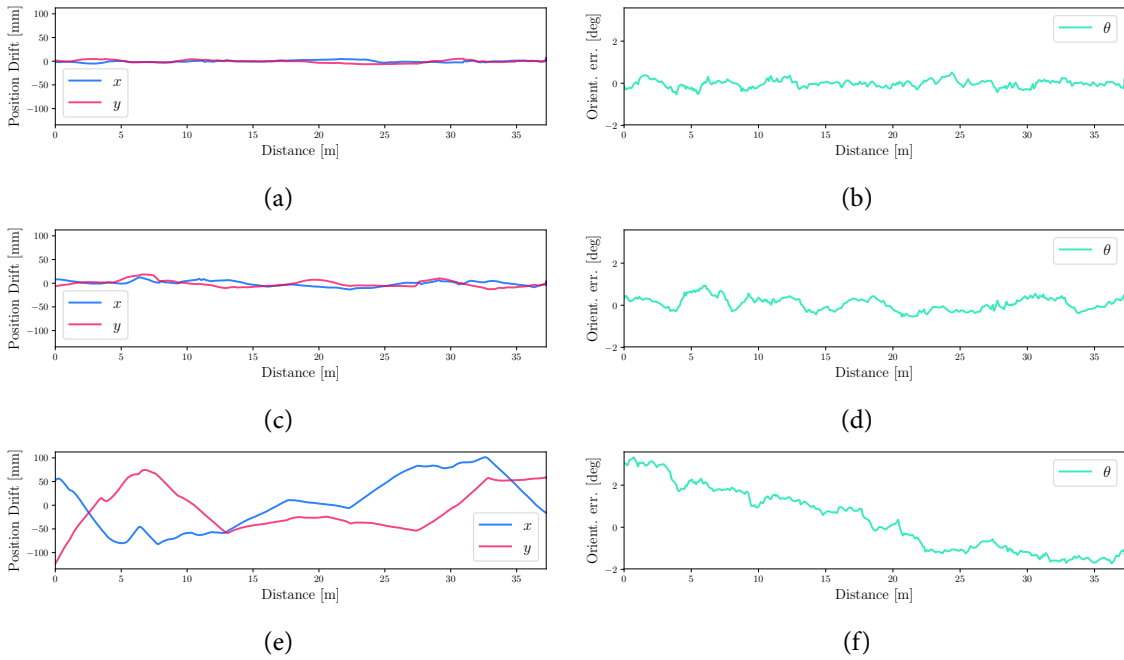 Position Drift [mm]
100
50
0
−50
−100
x
y
0 5 10 15 20 25 30 35
Distance [m]
(a)
Orient. err. [deg]
2
0
−2
θ
0 5 10 15 20 25 30 35
Distance [m]
(b)
Position Drift [mm]
100
50
0
−50
−100
x
y
0 5 10 15 20 25 30 35
Distance [m]
(c)
Orient. err. [deg]
2
0
−2
θ
0 5 10 15 20 25 30 35
Distance [m]
(d)
Position Drift [mm]
100
50
0
−50
−100
x
y
0 5 10 15 20 25 30 35
Distance [m]
(e)
Orient. err. [deg]
2
0
−2
θ
0 5 10 15 20 25 30 35
Distance [m]
(f)